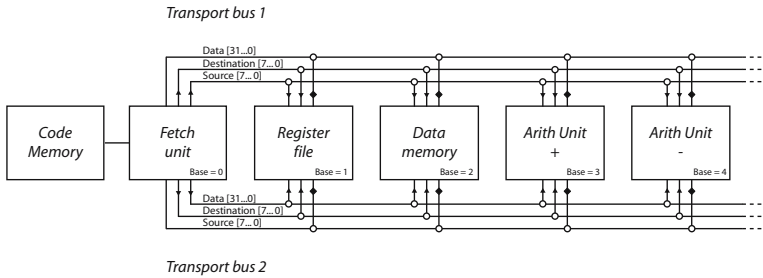 Transport bus 1
Data [31...0]
Destination [7... 0]
Source [7... 0]
Code Memory
Fetch unit
Base = 0
Register file
Base = 1
Data memory
Base = 2
Arith Unit +
Base = 3
Arith Unit -
Base = 4
Data [31...0]
Destination [7... 0]
Source [7... 0]
Transport bus 2